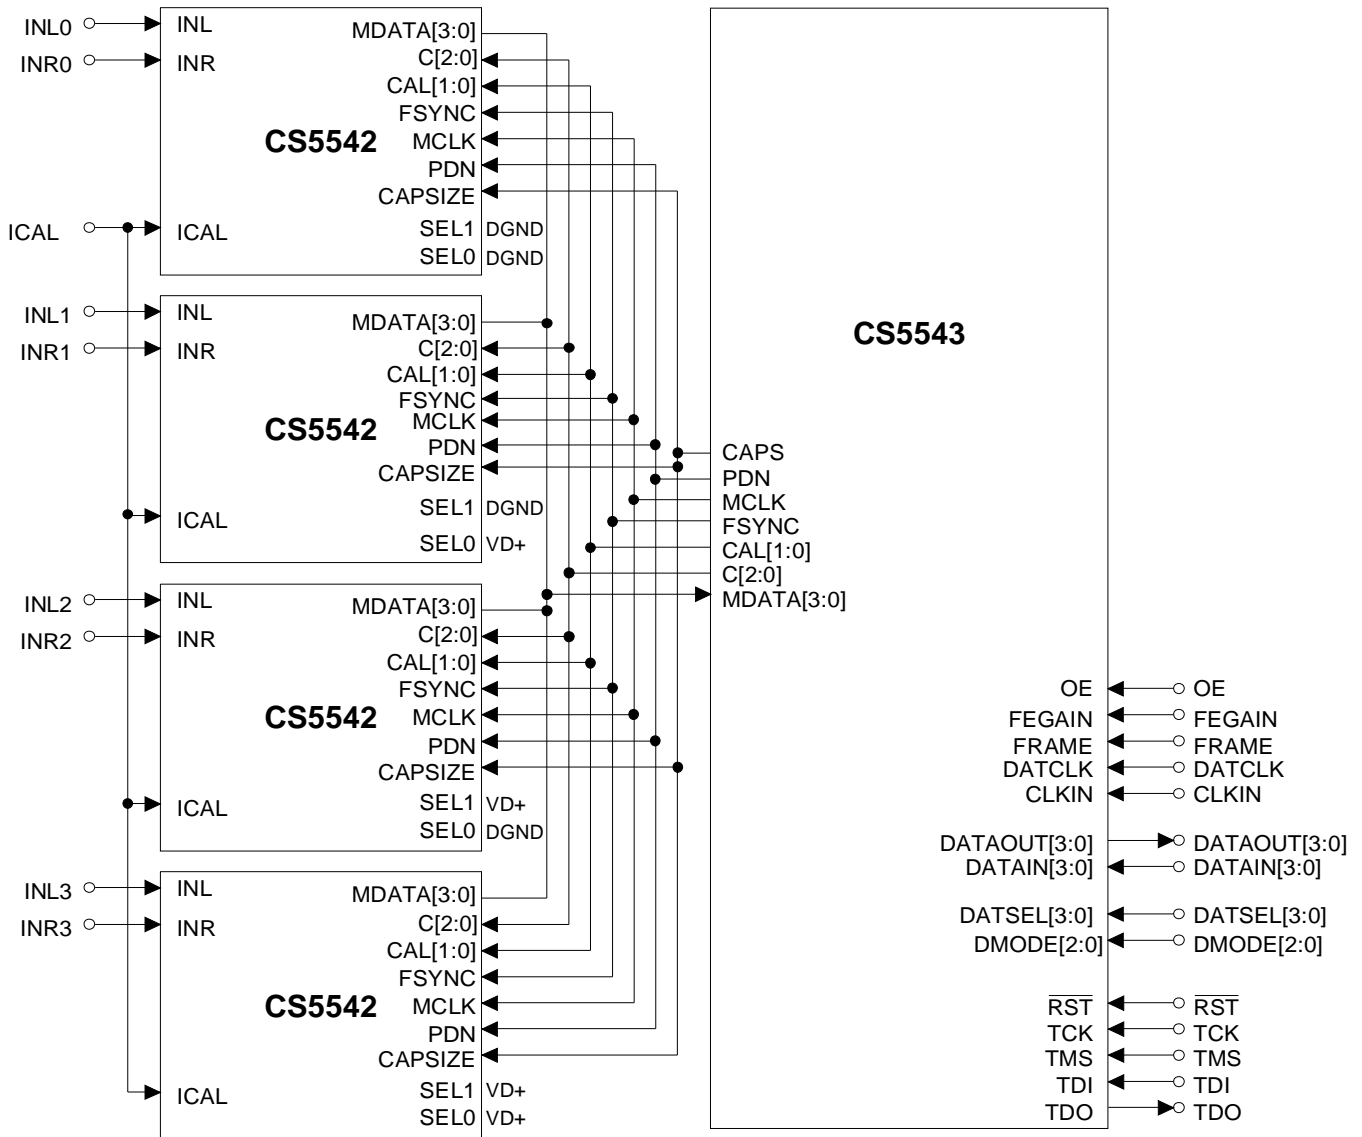 INL0
INR0
ICAL
INL
INR
CS5542
ICAL
MDATA[3:0]
C[2:0]
CAL[1:0]
FSYNC
MCLK
PDN
CAPSIZE
SEL1 DGND
SEL0 DGND
INL1
INR1
INL
INR
CS5542
ICAL
MDATA[3:0]
C[2:0]
CAL[1:0]
FSYNC
MCLK
PDN
CAPSIZE
SEL1 DGND
SEL0 VD+
INL2
INR2
INL
INR
CS5542
ICAL
MDATA[3:0]
C[2:0]
CAL[1:0]
FSYNC
MCLK
PDN
CAPSIZE
SEL1 VD+
SEL0 DGND
INL3
INR3
INL
INR
CS5542
ICAL
MDATA[3:0]
C[2:0]
CAL[1:0]
FSYNC
MCLK
PDN
CAPSIZE
SEL1 VD+
SEL0 VD+
CS5543
CAPS
PDN
MCLK
FSYNC
CAL[1:0]
C[2:0]
MDATA[3:0]
OE OE
FEGAIN FEGAIN
FRAME FRAME
DATCLK DATCLK
CLKIN CLKIN
DATAOUT[3:0] DATAOUT[3:0]
DATAIN[3:0] DATAIN[3:0]
DATSEL[3:0] DATSEL[3:0]
DMODE[2:0] DMODE[2:0]
RST RST
TCK TCK
TMS TMS
TDI TDI
TDO TDO